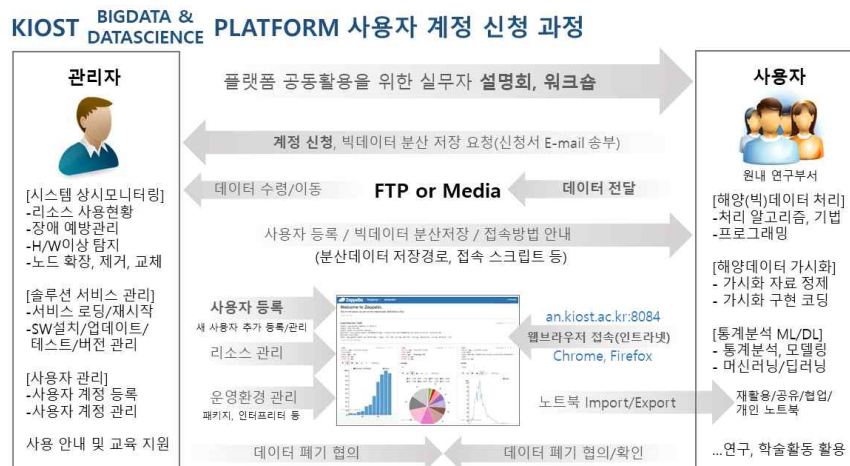 KIOST BIGDATA & DATASCIENCE PLATFORM 사용자 계정 신청 과정
관리자
[시스템 상시모니터링]
-리소스 사용현황
-장애 예방관리
-H/W이상 탐지
-노드 확장, 제거, 교체
[솔루션 서비스 관리]
-서비스 로딩/재시작
-SW설치/업데이트/
테스트/버전 관리
[사용자 관리]
-사용자 계정 등록
-사용자 계정 관리
사용 안내 및 교육 지원
플랫폼 공동활용을 위한 실무자 설명회, 워크숍
계정 신청, 빅데이터 분산 저장 요청(신청서 E-mail 송부)
데이터 수령/이동
FTP or Media
데이터 전달
사용자 등록 / 빅데이터 분산저장 / 접속방법 안내
(분산데이터 저장경로, 접속 스크립트 등)
사용자 등록
새 사용자 추가 등록/관리
리소스 관리
운영환경 관리
패키지, 인터프리터 등
Zeppelin
Welcome to Zeppelin.
an.kiost.ac.kr:8084
웹브라우저 접속(인트라넷)
Chrome, Firefox
노트북 Import/Export
데이터 폐기 협의
데이터 폐기 협의/확인
사용자
원내 연구부서
[해양(빅)데이터 처리]
-처리 알고리즘, 기법
-프로그래밍
[해양데이터 가시화]
- 가시화 자료 정제
- 가시화 구현 코딩
[통계분석 ML/DL]
- 통계분석, 모델링
- 머신러닝/딥러닝
재활용/공유/협업/
개인 노트북
...연구, 학술활동 활용